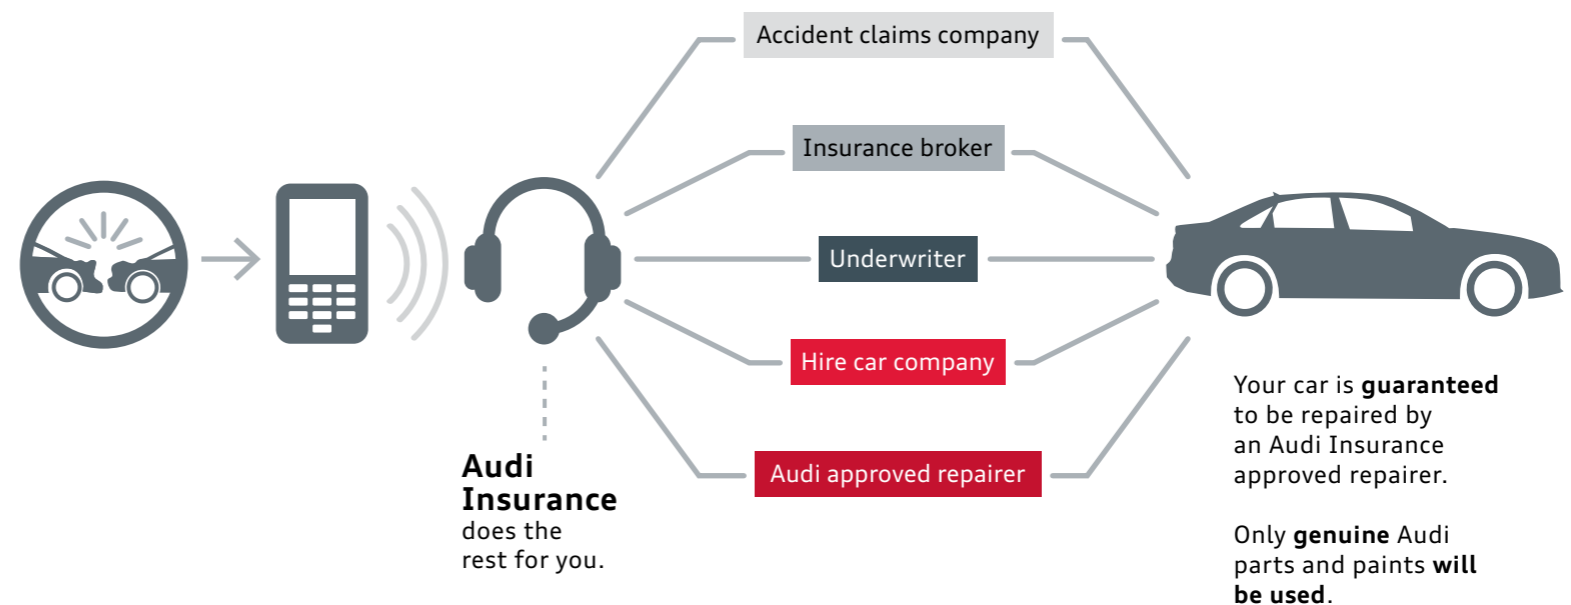 Accident claims company
Insurance broker
Underwriter
Hire car company
Audi approved repairer
Audi
Insurance
does the
rest for you.
Your car is guaranteed
to be repaired by
an Audi Insurance
approved repairer.
Only genuine Audi
parts and paints will
be used.